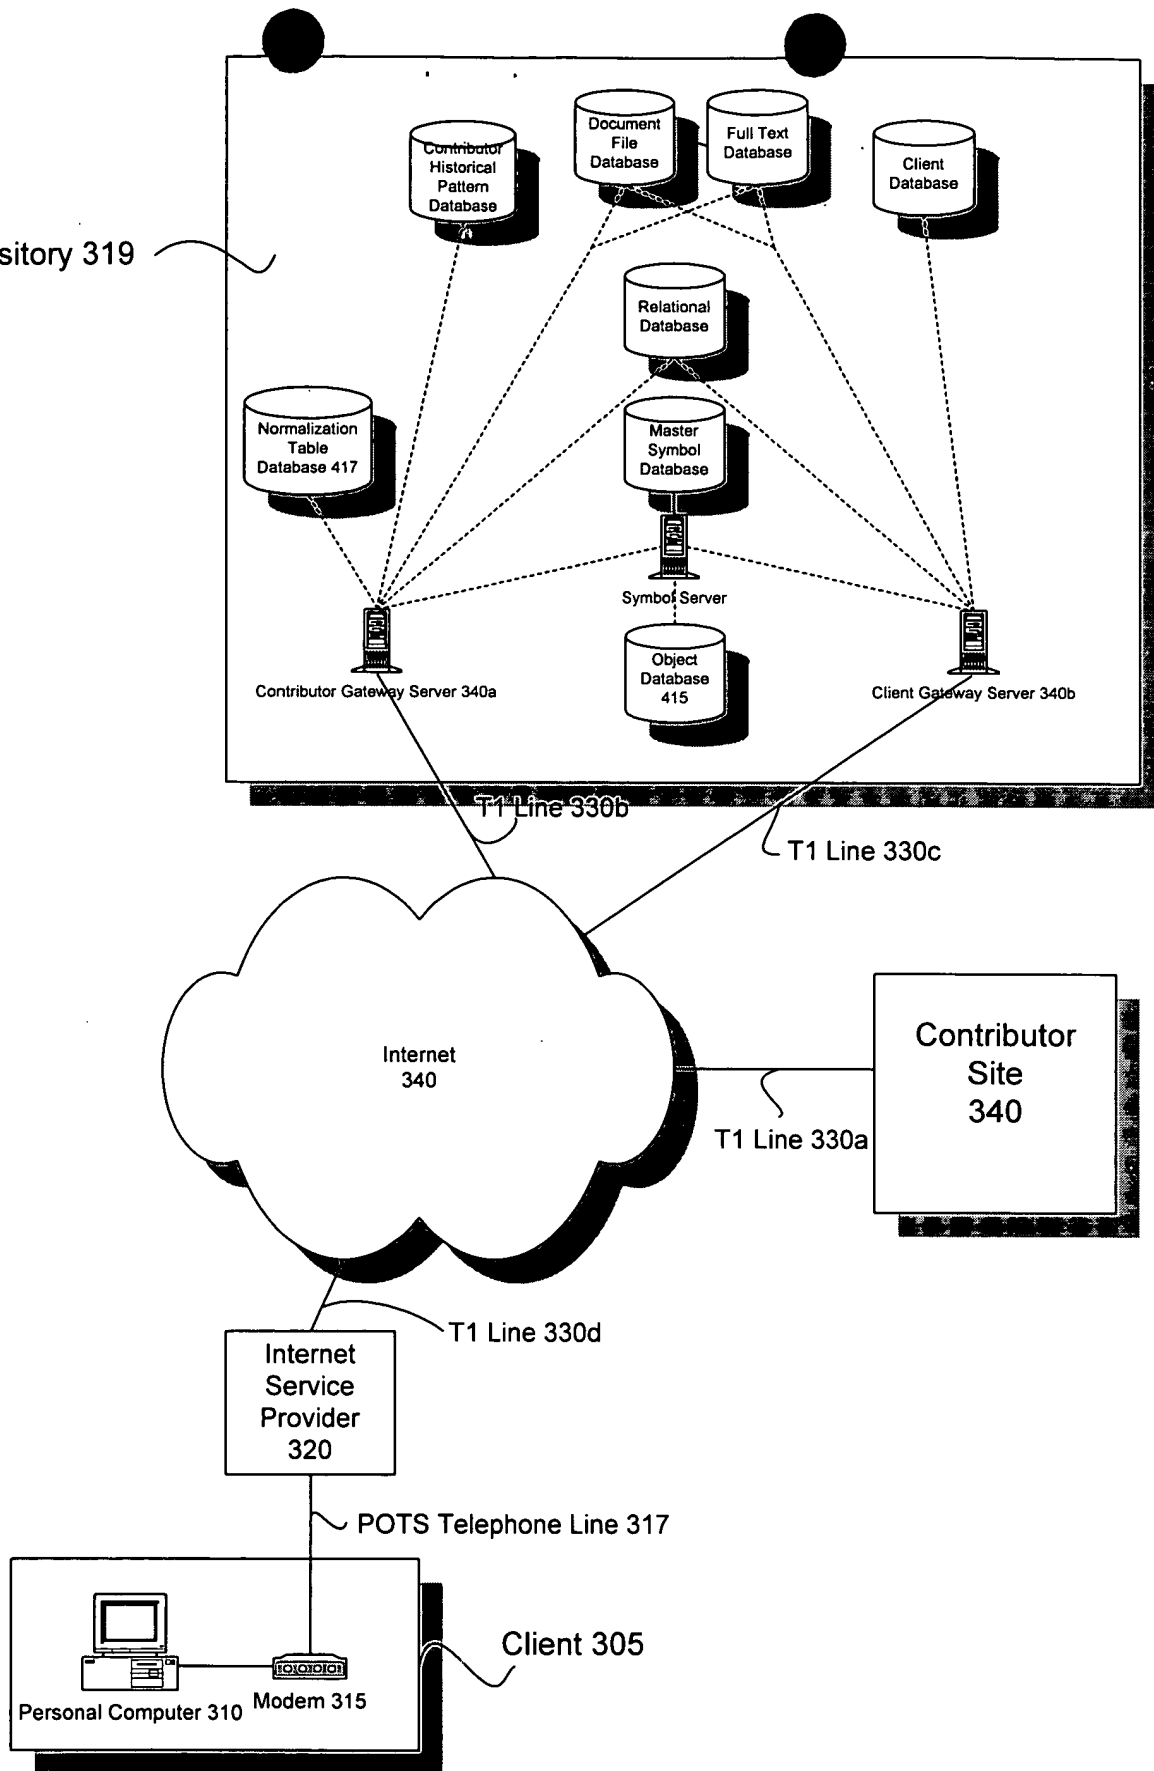 Document
File
Database
Full Text
Database
Contributor
Historical
Pattern
Database
Client
Database
sitory 319
Relational
Database
Normalization
Table
Database 417
Master
Symbol
Database
Symbol Server
Object
Database
415
Contributor Gateway Server 340a
Client Gateway Server 340b
T1 Line 330b
T1 Line 330c
Internet
340
Contributor
Site
340
T1 Line 330a
T1 Line 330d
Internet
Service
Provider
320
POTS Telephone Line 317
Client 305
Personal Computer 310
Modem 315